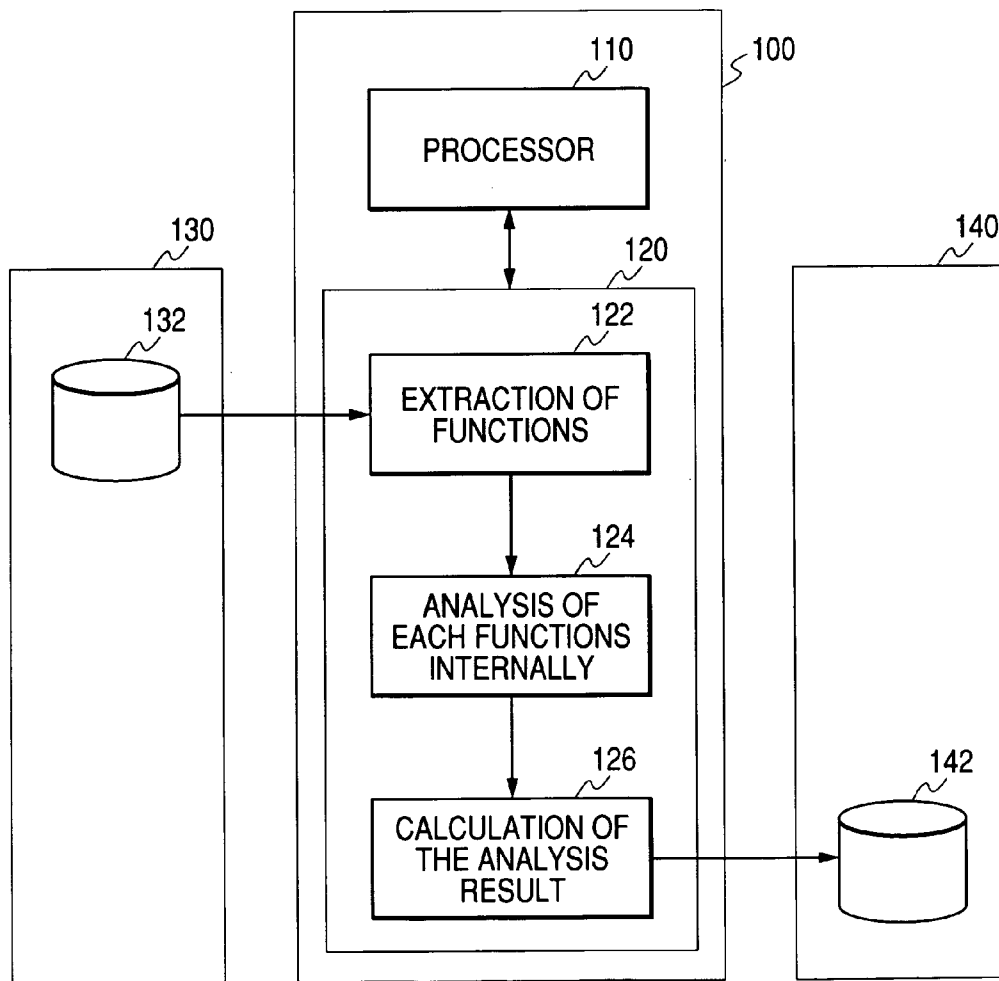 110
100
PROCESSOR
130
120
140
132
122
EXTRACTION OF
FUNCTIONS
124
ANALYSIS OF
EACH FUNCTIONS
INTERNALLY
126
142
CALCULATION OF
THE ANALYSIS
RESULT